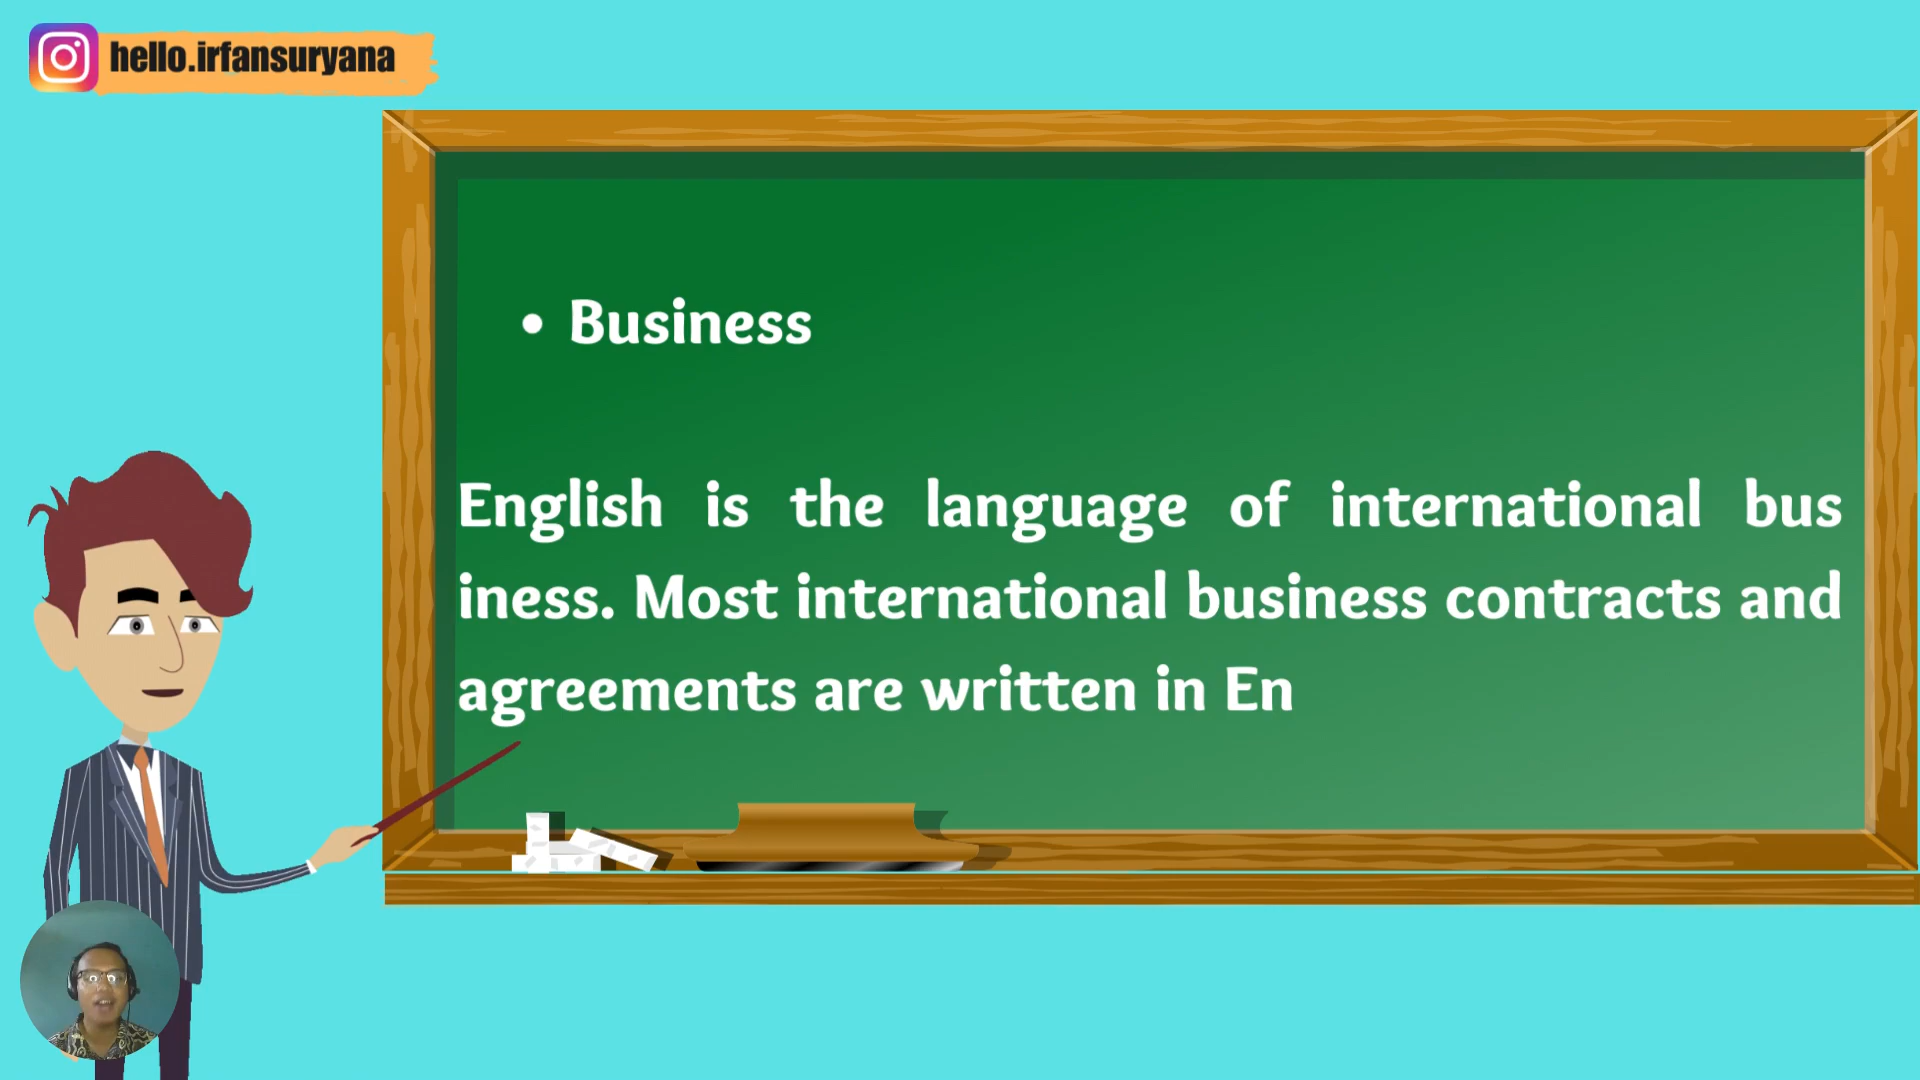 hello.irfansuryana
• Business
English is the language of international bus
iness. Most international business contracts and
agreements are written in En